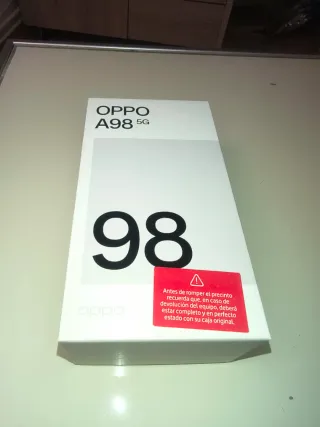 OPPO
A98 5G
98
oppo
Antes de romper el precinto
recuerda que, en caso de
devolución del equipo, deberá
estar completo y en perfecto
estado con su caja original.